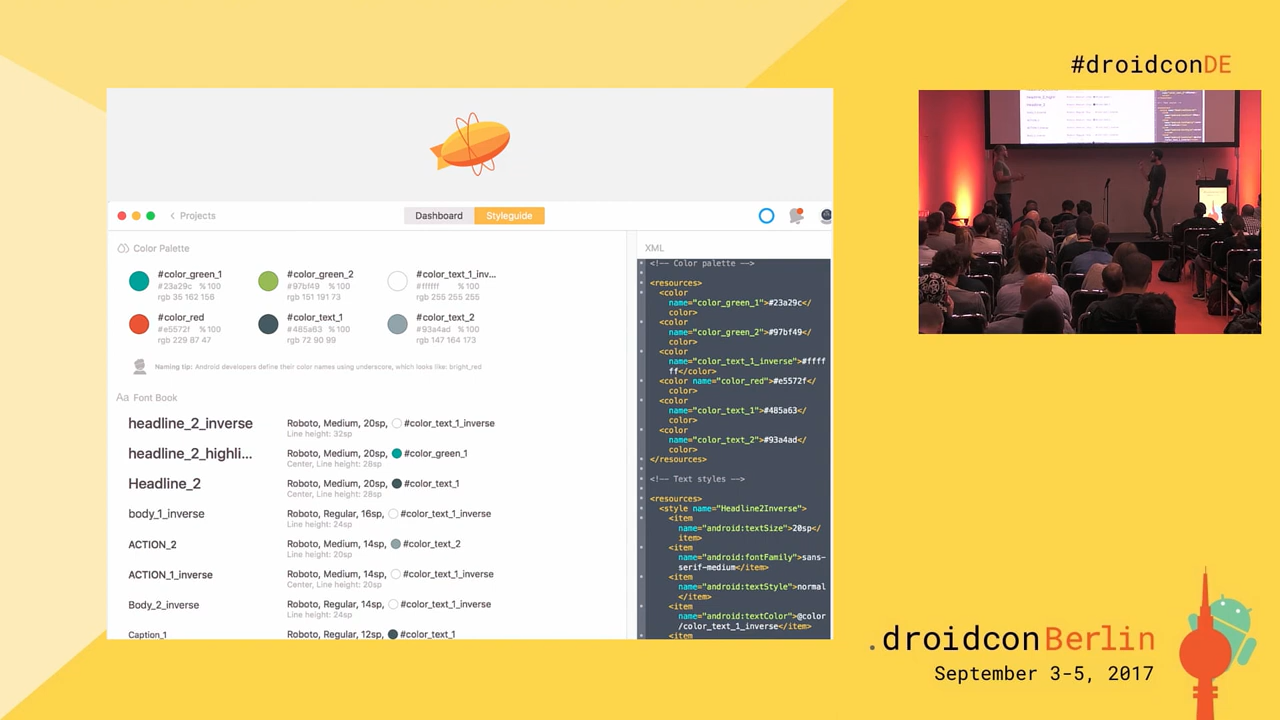 #droidconDE
Projects
Dashboard
Styleguide
Color Palette
#color_green_1
#23a29c %100
rgb 35 162 156
#color_green_2
#97bf49 %100
rgb 151 191 73
#color_text_1_inv...
#ffffff %100
rgb 255 255 255
#color_red
#e5572f %100
rgb 229 87 47
#color_text_1
#485a63 %100
rgb 72 90 99
#color_text_2
#93a4ad %100
rgb 147 164 173
Naming tip: Android developers define their color names using underscore, which looks like: bright_red
Aa Font Book
headline_2_inverse
Roboto, Medium, 20sp, #color_text_1_inverse
Line height: 32sp
headline_2_highli...
Roboto, Medium, 20sp, #color_green_1
Center, Line height: 28sp
Headline_2
Roboto, Medium, 20sp, #color_text_1
Center, Line height: 28sp
body_1_inverse
Roboto, Regular, 16sp, #color_text_1_inverse
Line height: 24sp
ACTION_2
Roboto, Medium, 14sp, #color_text_2
Line height: 20sp
ACTION_1_inverse
Roboto, Medium, 14sp, #color_text_1_inverse
Center, Line height: 20sp
Body_2_inverse
Roboto, Regular, 14sp, #color_text_1_inverse
Line height: 24sp
Caption_1
Roboto, Regular, 12sp, #color_text_1
XML
<!-- Color palette -->
<resources>
<color
name="color_green_1">#23a29c</
color>
<color
name="color_green_2">#97bf49</
color>
<color
name="color_text_1_inverse">#ffff
ff</color>
<color name="color_red">#e5572f</
color>
<color
name="color_text_1">#485a63</
color>
<color
name="color_text_2">#93a4ad</
color>
</resources>
<!-- Text styles -->
<resources>
<style name="Headline2Inverse">
<item
name="android:textSize">20sp</
item>
<item
name="android:fontFamily">sans-
serif-medium</item>
<item
name="android:textStyle">normal
</item>
<item
name="android:textColor">@color
/color_text_1_inverse</item>
<item
.droidconBerlin
September 3-5, 2017